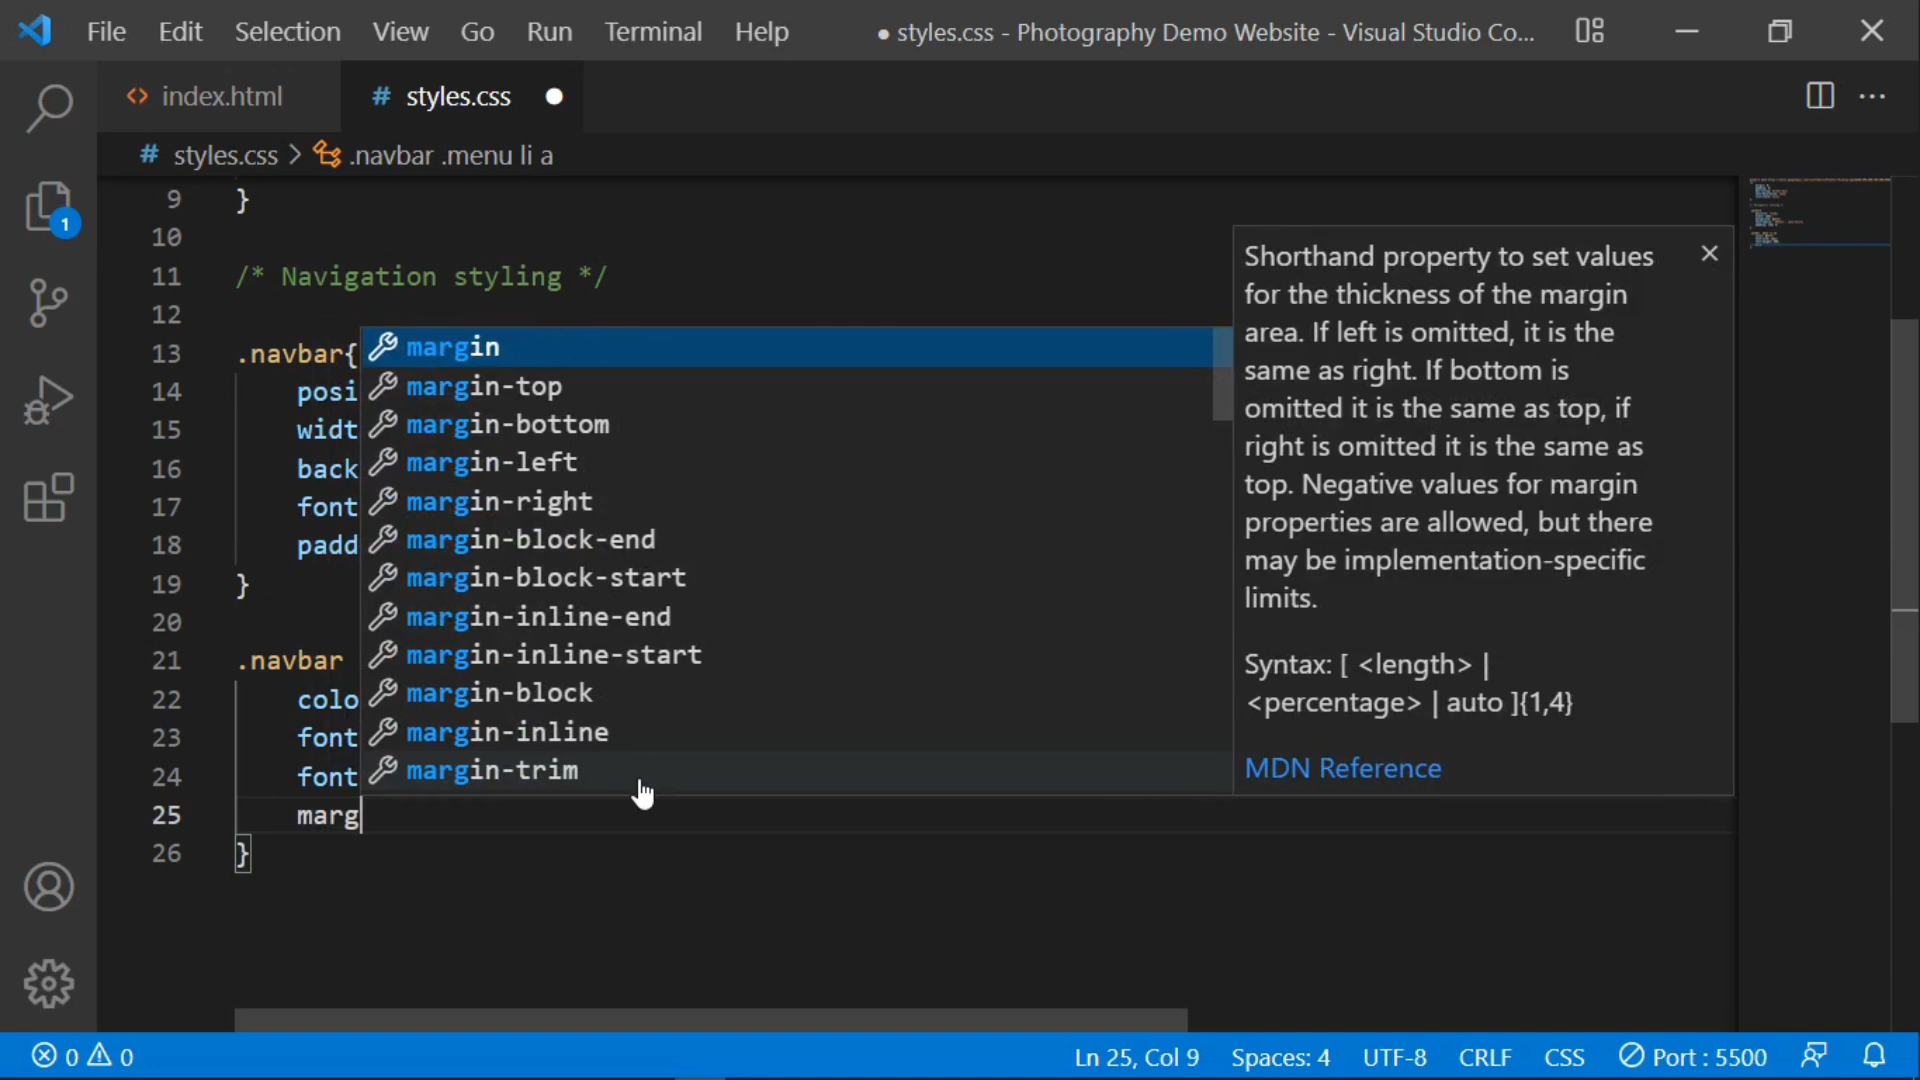 File Edit Selection View Go Run Terminal Help ● styles.css - Photography Demo Website - Visual Studio Co...
<> index.html # styles.css ●
# styles.css > .navbar .menu li a
9 }
10
11 /* Navigation styling */
12
13 .navbar{
14 posi
15 widt
16 back
17 font
18 padd
19 }
20
21 .navbar
22 colo
23 font
24 font
25 marg
26 }
margin
margin-top
margin-bottom
margin-left
margin-right
margin-block-end
margin-block-start
margin-inline-end
margin-inline-start
margin-block
margin-inline
margin-trim
Shorthand property to set values
for the thickness of the margin
area. If left is omitted, it is the
same as right. If bottom is
omitted it is the same as top, if
right is omitted it is the same as
top. Negative values for margin
properties are allowed, but there
may be implementation-specific
limits.
Syntax: [ <length> |
<percentage> | auto ]{1,4}
MDN Reference
1
0 0 Ln 25, Col 9 Spaces: 4 UTF-8 CRLF CSS Port : 5500